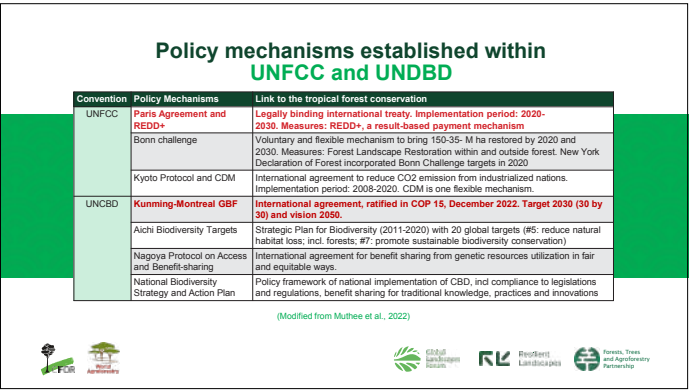 Policy mechanisms established within
UNFCC and UNDBD
Convention Policy Mechanisms Link to the tropical forest conservation
UNFCC Paris Agreement and Legally binding international treaty. Implementation period: 2020-
REDD+ 2030. Measures: REDD+, a result-based payment mechanism
Bonn challenge Voluntary and flexible mechanism to bring 150-35- M ha restored by 2020 and
2030. Measures: Forest Landscape Restoration within and outside forest. New York
Declaration of Forest incorporated Bonn Challenge targets in 2020
Kyoto Protocol and CDM International agreement to reduce CO2 emission from industrialized nations.
Implementation period: 2008-2020. CDM is one flexible mechanism.
UNCBD Kunming-Montreal GBF International agreement, ratified in COP 15, December 2022. Target 2030 (30 by
30) and vision 2050.
Aichi Biodiversity Targets Strategic Plan for Biodiversity (2011-2020) with 20 global targets (#5: reduce natural
habitat loss; incl. forests; #7: promote sustainable biodiversity conservation)
Nagoya Protocol on Access International agreement for benefit sharing from genetic resources utilization in fair
and Benefit-sharing and equitable ways.
National Biodiversity Policy framework of national implementation of CBD, incl compliance to legislations
Strategy and Action Plan and regulations, benefit sharing for traditional knowledge, practices and innovations
(Modified from Muthee et al., 2022)
World
Agroforestry
Global
Landscapes
Forum
Resilient
Landscapes
Forests, Trees
and Agroforestry
Partnership